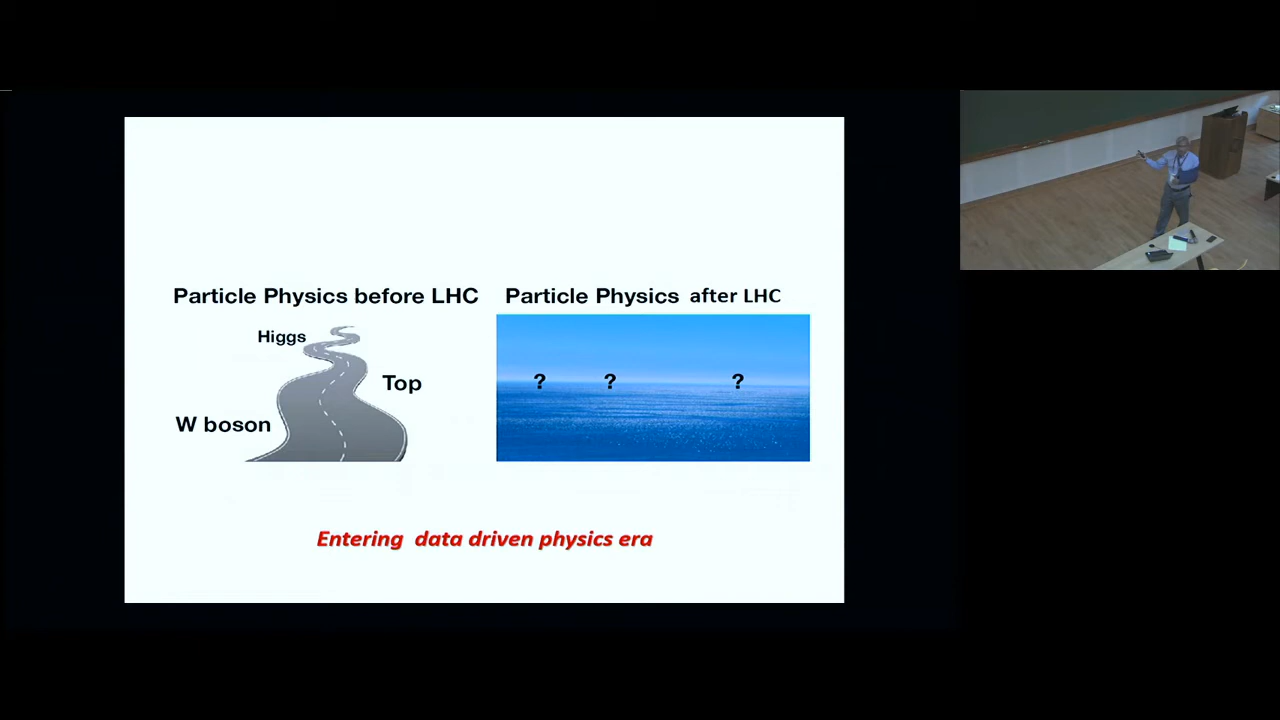 Particle Physics before LHC
Higgs
Top
W boson
Particle Physics after LHC
? ? ?
Entering data driven physics era